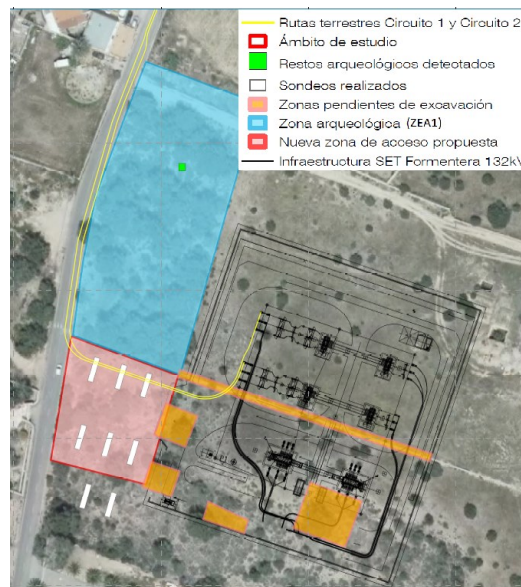 Rutas terrestres Circuito 1 y Circuito 2
Ámbito de estudio
Restos arqueológicos detectados
Sondeos realizados
Zonas pendientes de excavación
Zona arqueológica (ZEA1)
Nueva zona de acceso propuesta
Infraestructura SET Formentera 132kV